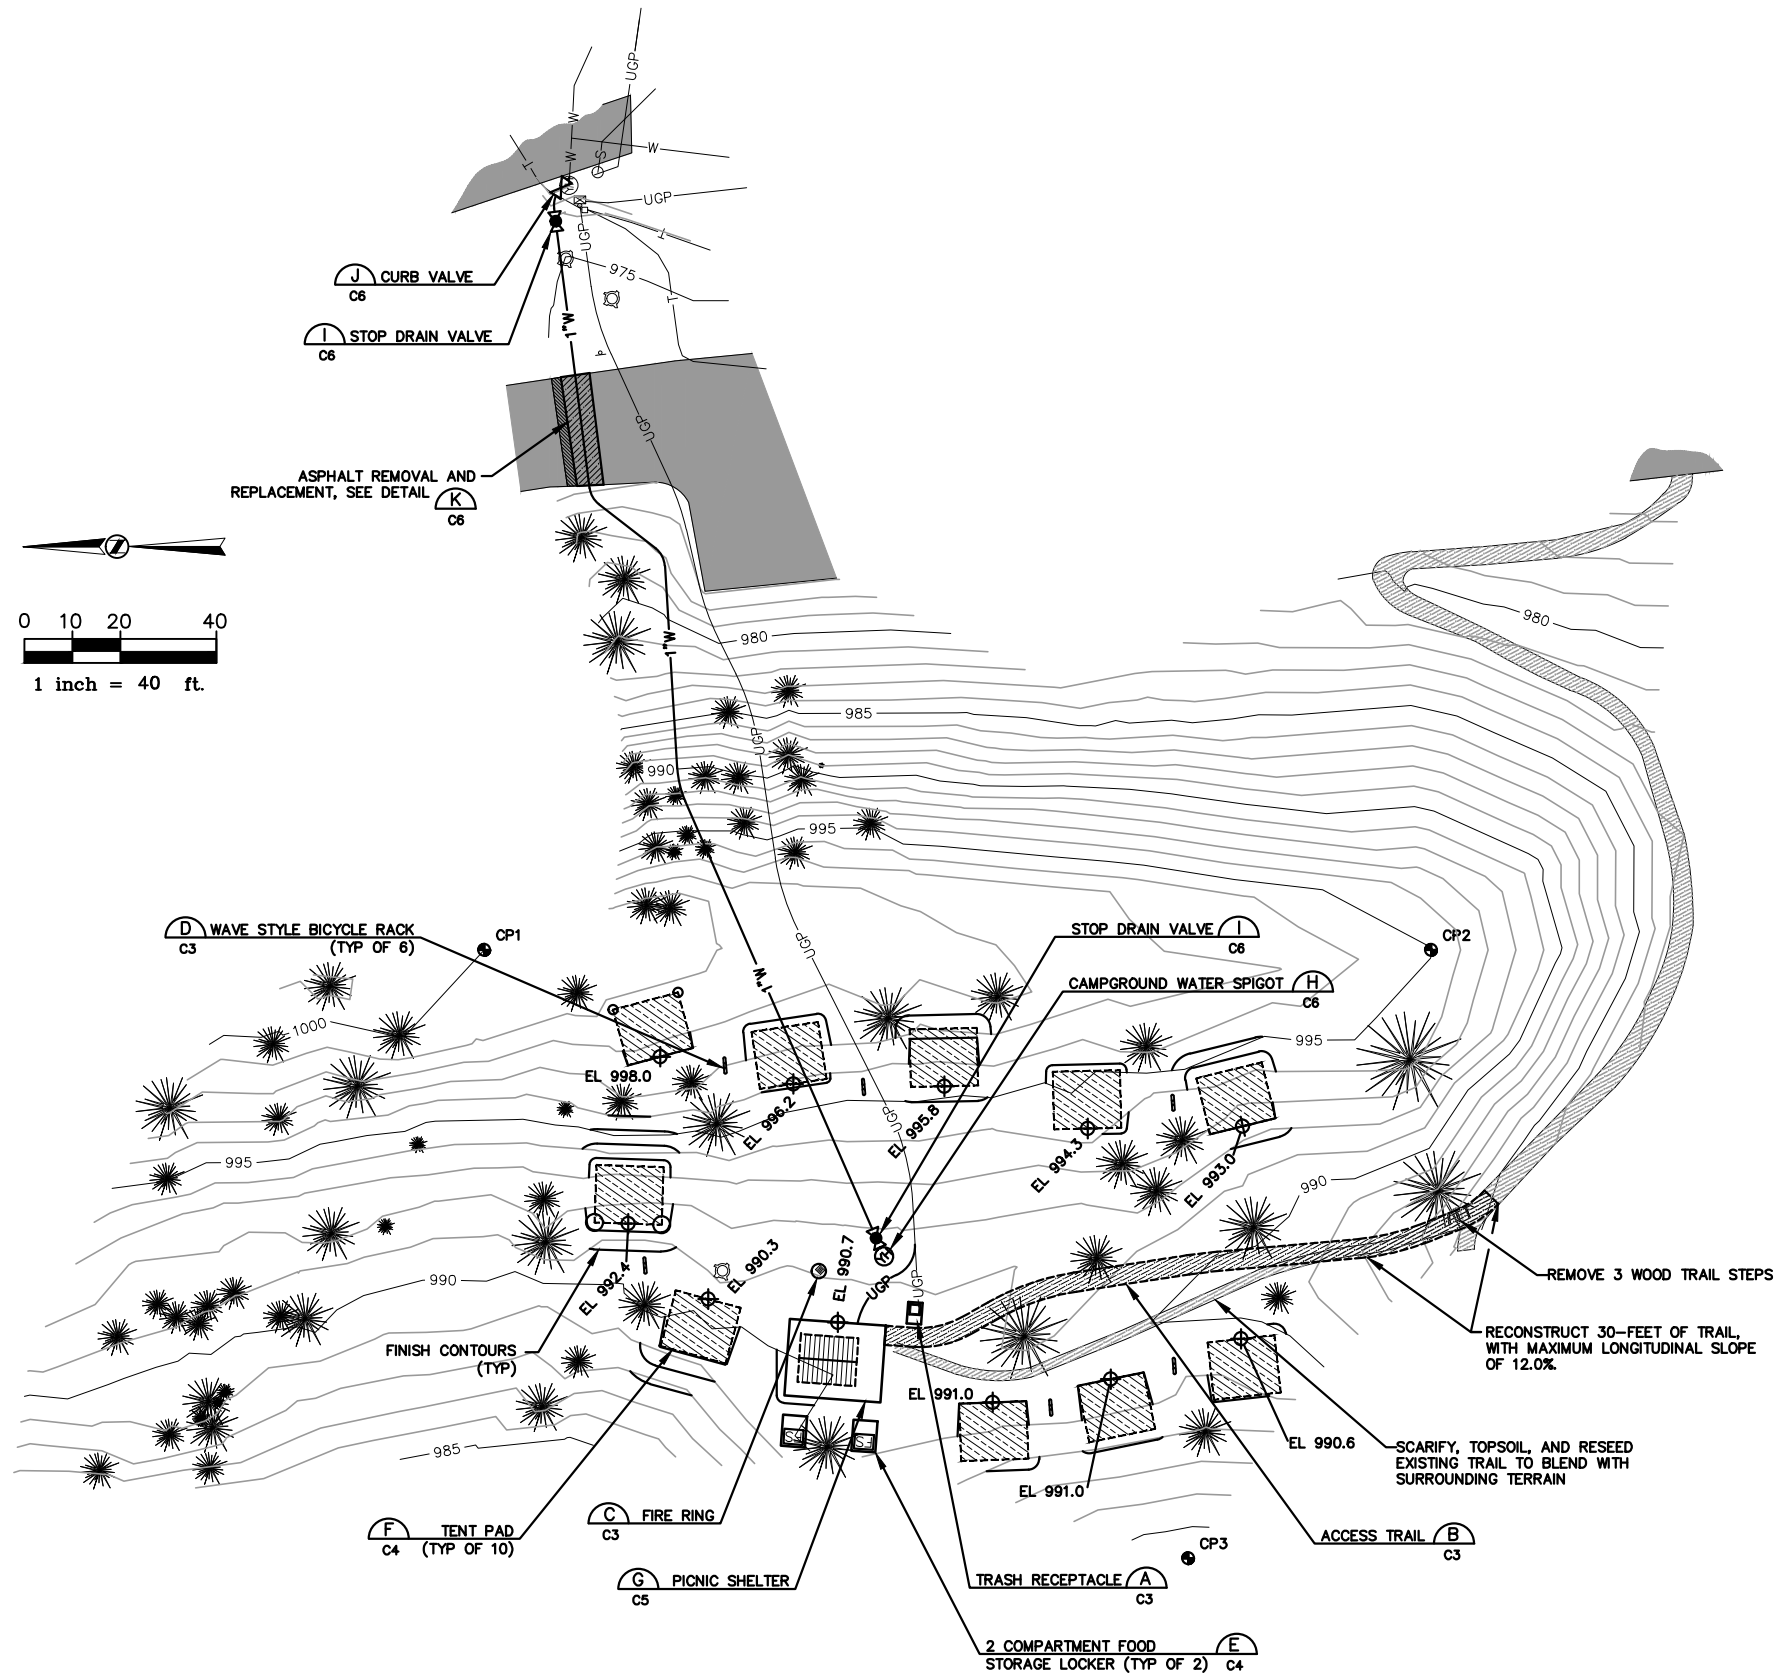 UGP
W
W
W
S
T
UGP
UGP
T
975
T
J CURB VALVE
C6
I STOP DRAIN VALVE
C6
1"W
P
UGP
ASPHALT REMOVAL AND
REPLACEMENT, SEE DETAIL K
C6
0 10 20 40
1 inch = 40 ft.
1"W
980
980
985
UGP
990
995
D WAVE STYLE BICYCLE RACK
C3 (TYP OF 6)
CP1
UGP
1"W
STOP DRAIN VALVE I
C6
CP2
CAMPGROUND WATER SPIGOT H
C6
1000
995
EL 998.0
EL 996.2
UGP
EL 995.8
EL 994.3
EL 993.0
995
990
EL 992.4
EL 990.3
EL 990.7
UGP
UGP
990
REMOVE 3 WOOD TRAIL STEPS
RECONSTRUCT 30-FEET OF TRAIL,
WITH MAXIMUM LONGITUDINAL SLOPE
OF 12.0%.
FINISH CONTOURS
(TYP)
EL 991.0
FS
FS
985
EL 990.6
SCARIFY, TOPSOIL, AND RESEED
EXISTING TRAIL TO BLEND WITH
SURROUNDING TERRAIN
EL 991.0
C FIRE RING
C3
F TENT PAD
C4 (TYP OF 10)
ACCESS TRAIL B
C3
CP3
G PICNIC SHELTER
C5
TRASH RECEPTACLE A
C3
2 COMPARTMENT FOOD E
STORAGE LOCKER (TYP OF 2) C4